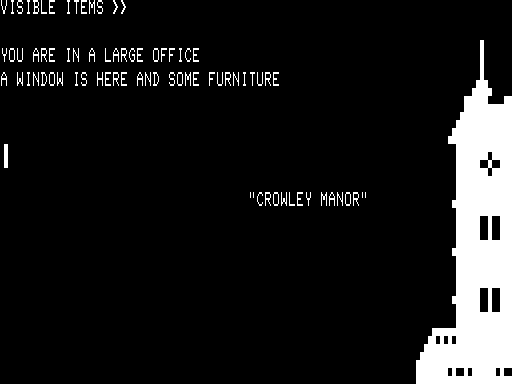 VISIBLE ITEMS >>
YOU ARE IN A LARGE OFFICE
A WINDOW IS HERE AND SOME FURNITURE
"CROWLEY MANOR"